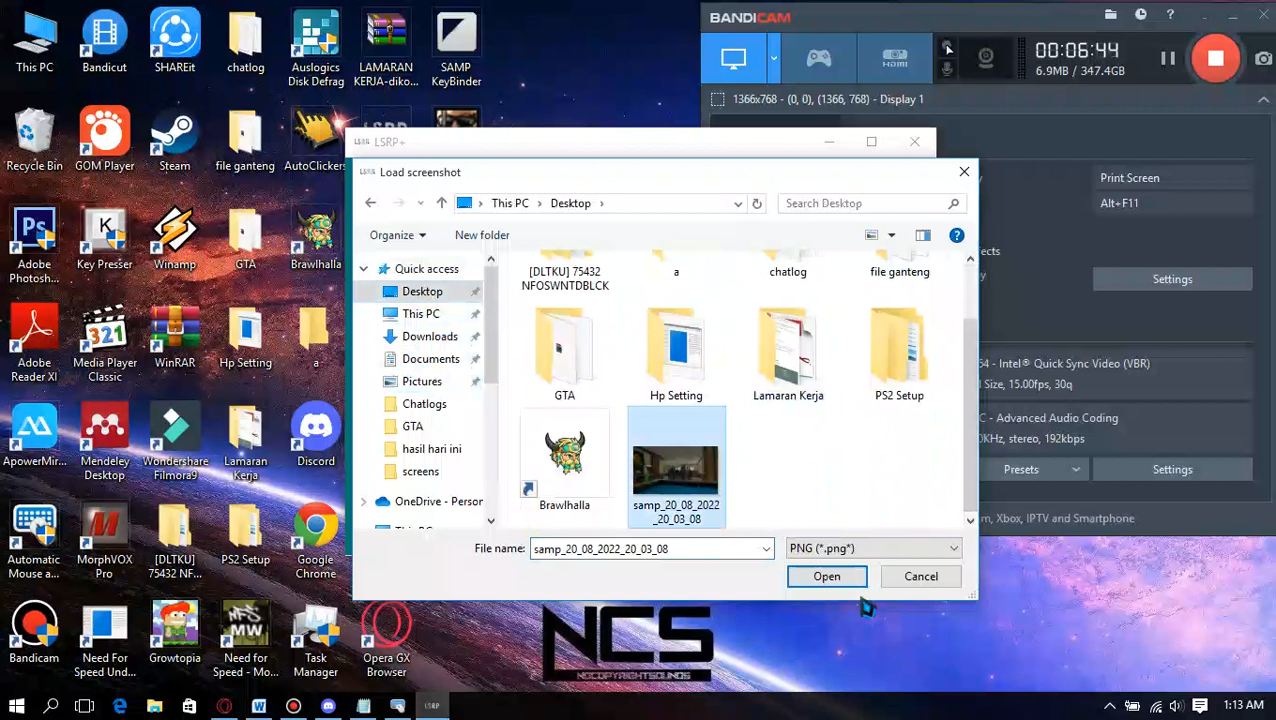 This PC
Bandicut
SHAREit
chatlog
Auslogics
Disk Defrag
LAMARAN
KERJA-diko...
SAMP
KeyBinder
BANDICAM
HDMI
00:06:44
6.9MB / 347.4GB
1366x768 - (0, 0), (1366, 768) - Display 1
Print Screen
Alt+F11
Settings
Intel® Quick Sync Video (VBR)
Size, 15.00fps, 30q
- Advanced Audio Coding
stereo, 192kbps
Presets
Settings
Xbox, IPTV and Smartphone
Recycle Bin
GOM Player
Steam
file ganteng
AutoClickers
LSRP+
LSRP
Load screenshot
This PC
Desktop
Search Desktop
Organize
New folder
Quick access
Desktop
This PC
Downloads
Documents
Pictures
Chatlogs
GTA
hasil hari ini
screens
OneDrive - Person
[DLTKU] 75432
NFOSWNTDBLCK
a
chatlog
file ganteng
GTA
Hp Setting
Lamaran Kerja
PS2 Setup
Brawlhalla
samp_20_08_2022
_20_03_08
File name:
samp_20_08_2022_20_03_08
PNG (*.png*)
Open
Cancel
Adobe
Photosh...
Key Presser
Winamp
GTA
Brawlhalla
Adobe
Reader XI
Media Player
Classic
WinRAR
Hp Setting
a
ApowerMir...
Mendeley
Desktop
Wondershare
Filmora9
Lamaran
Kerja
Discord
Automatic
Mouse a...
MorphVOX
Pro
[DLTKU]
75432 NF...
PS2 Setup
Google
Chrome
Bandicam
Need For
Speed Und...
Growtopia
Need for
Speed - Mo...
Task
Manager
Opera GX
Browser
NCS
NOCOPYRIGHTSOUNDS
LSRP
1:13 AM